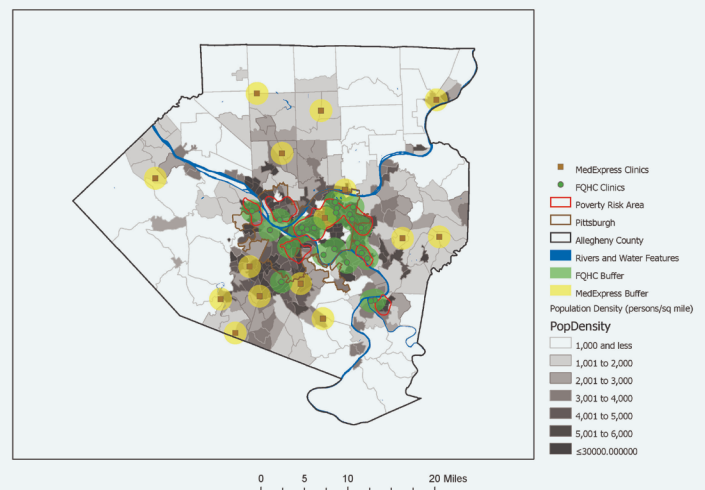 MedExpress Clinics
FQHC Clinics
Poverty Risk Area
Pittsburgh
Allegheny County
Rivers and Water Features
FQHC Buffer
MedExpress Buffer
Population Density (persons/sq mile)
PopDensity
1,000 and less
1,001 to 2,000
2,001 to 3,000
3,001 to 4,000
4,001 to 5,000
5,001 to 6,000
≤30000.000000
0 5 10 20 Miles